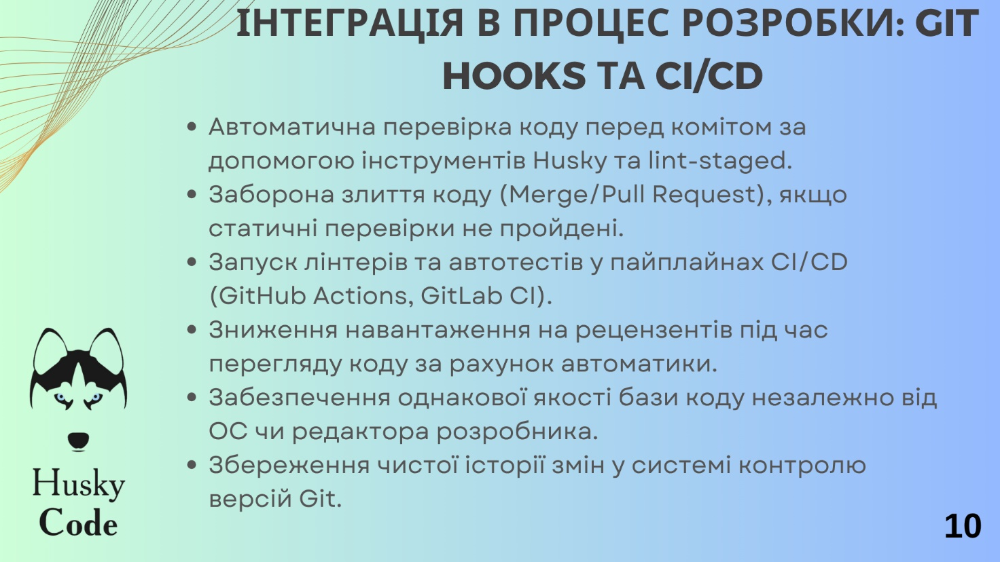 ІНТЕГРАЦІЯ В ПРОЦЕС РОЗРОБКИ: GIT
HOOKS ТА CI/CD
• Автоматична перевірка коду перед комітом за
допомогою інструментів Husky та lint-staged.
• Заборона злиття коду (Merge/Pull Request), якщо
статичні перевірки не пройдені.
• Запуск лінтерів та автотестів у пайплайнах CI/CD
(GitHub Actions, GitLab CI).
• Зниження навантаження на рецензентів під час
перегляду коду за рахунок автоматики.
• Забезпечення однакової якості бази коду незалежно від
ОС чи редактора розробника.
• Збереження чистої історії змін у системі контролю
версій Git.
Husky
Code
10